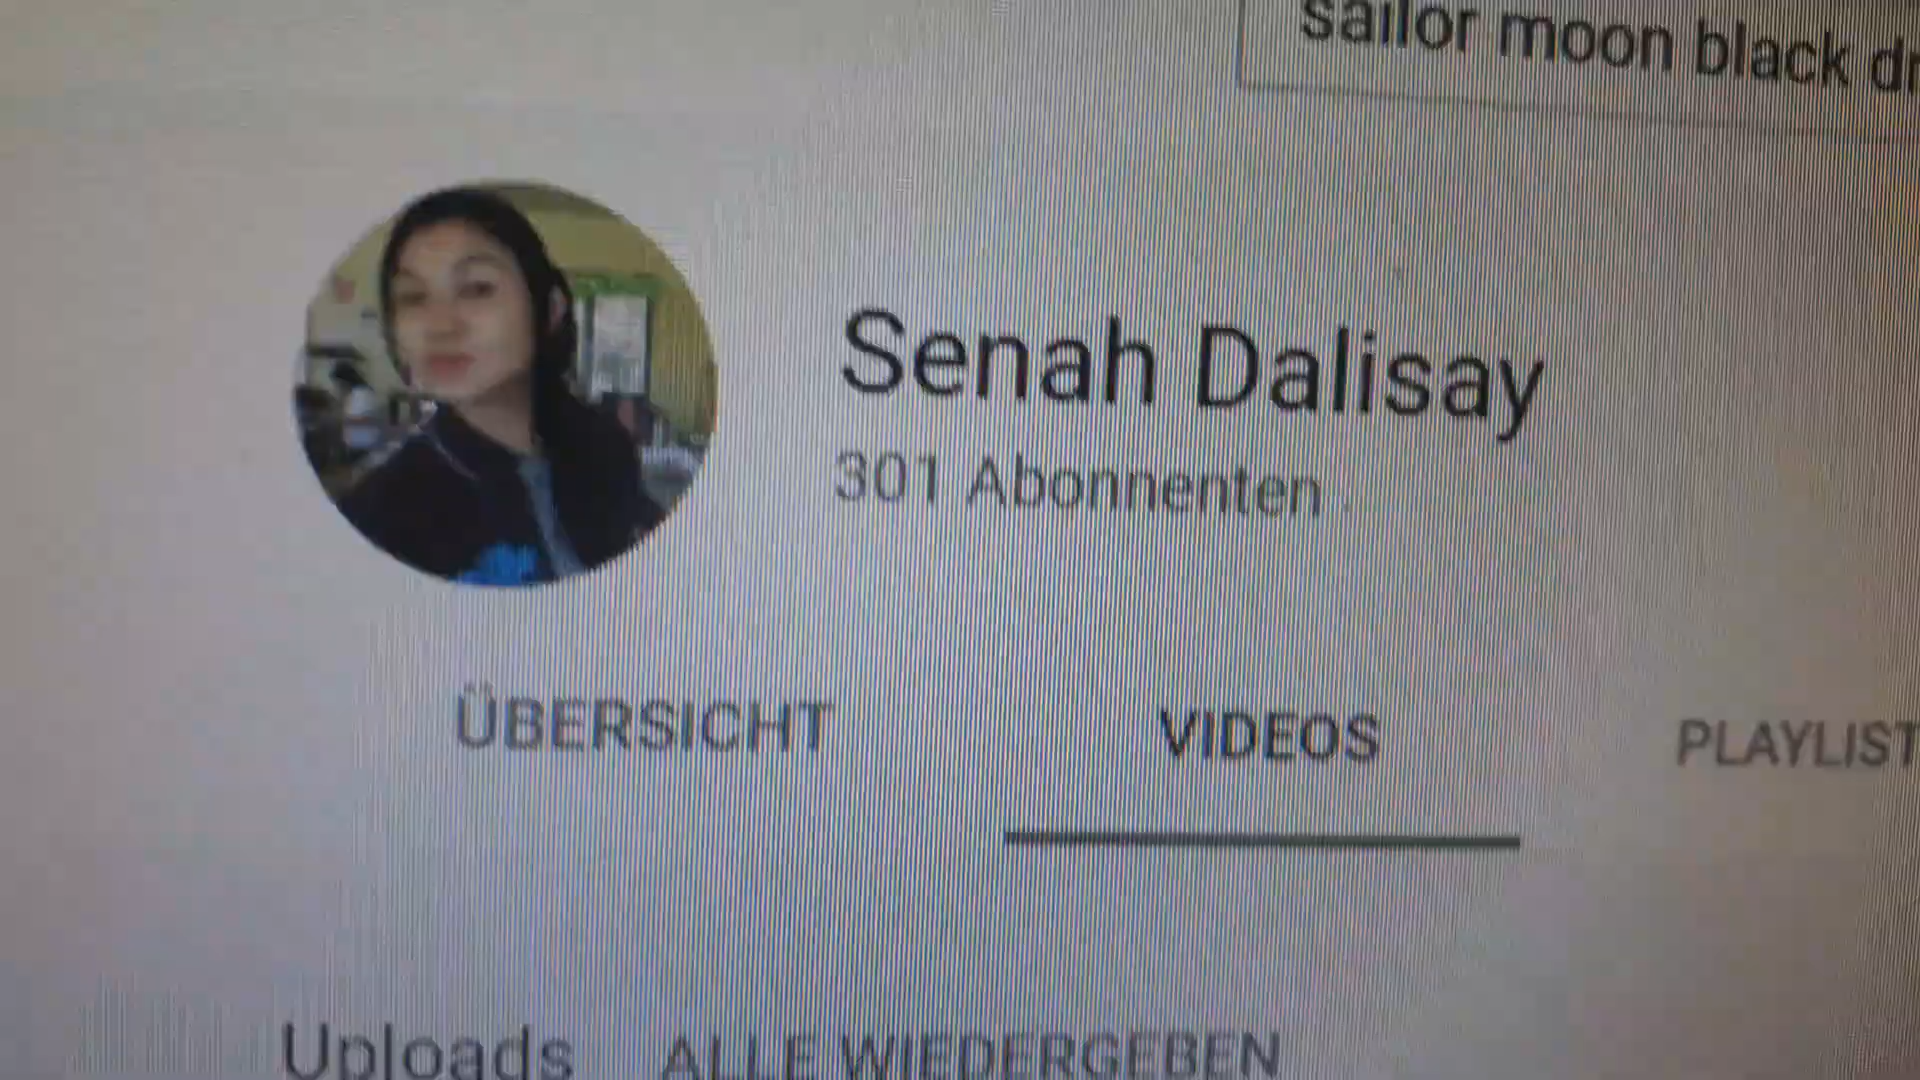 sailor moon black
Senah Dalisay
301 Abonnenten
ÜBERSICHT VIDEOS PLAYLIST
Uploads ALLE WIEDERGEBEN